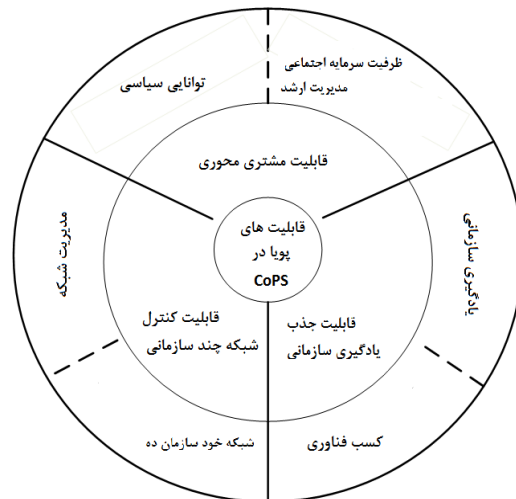 ظرفیت سرمایه اجتماعی
مدیریت ارشد
توانایی سیاسی
قابلیت مشتری محوری
قابلیت های
پویا در
CoPS
یادگیری سازمانی
مدیریت شبکه
قابلیت جذب
یادگیری سازمانی
قابلیت کنترل
شبکه چند سازمانی
کسب فناوری
شبکه خود سازمان ده